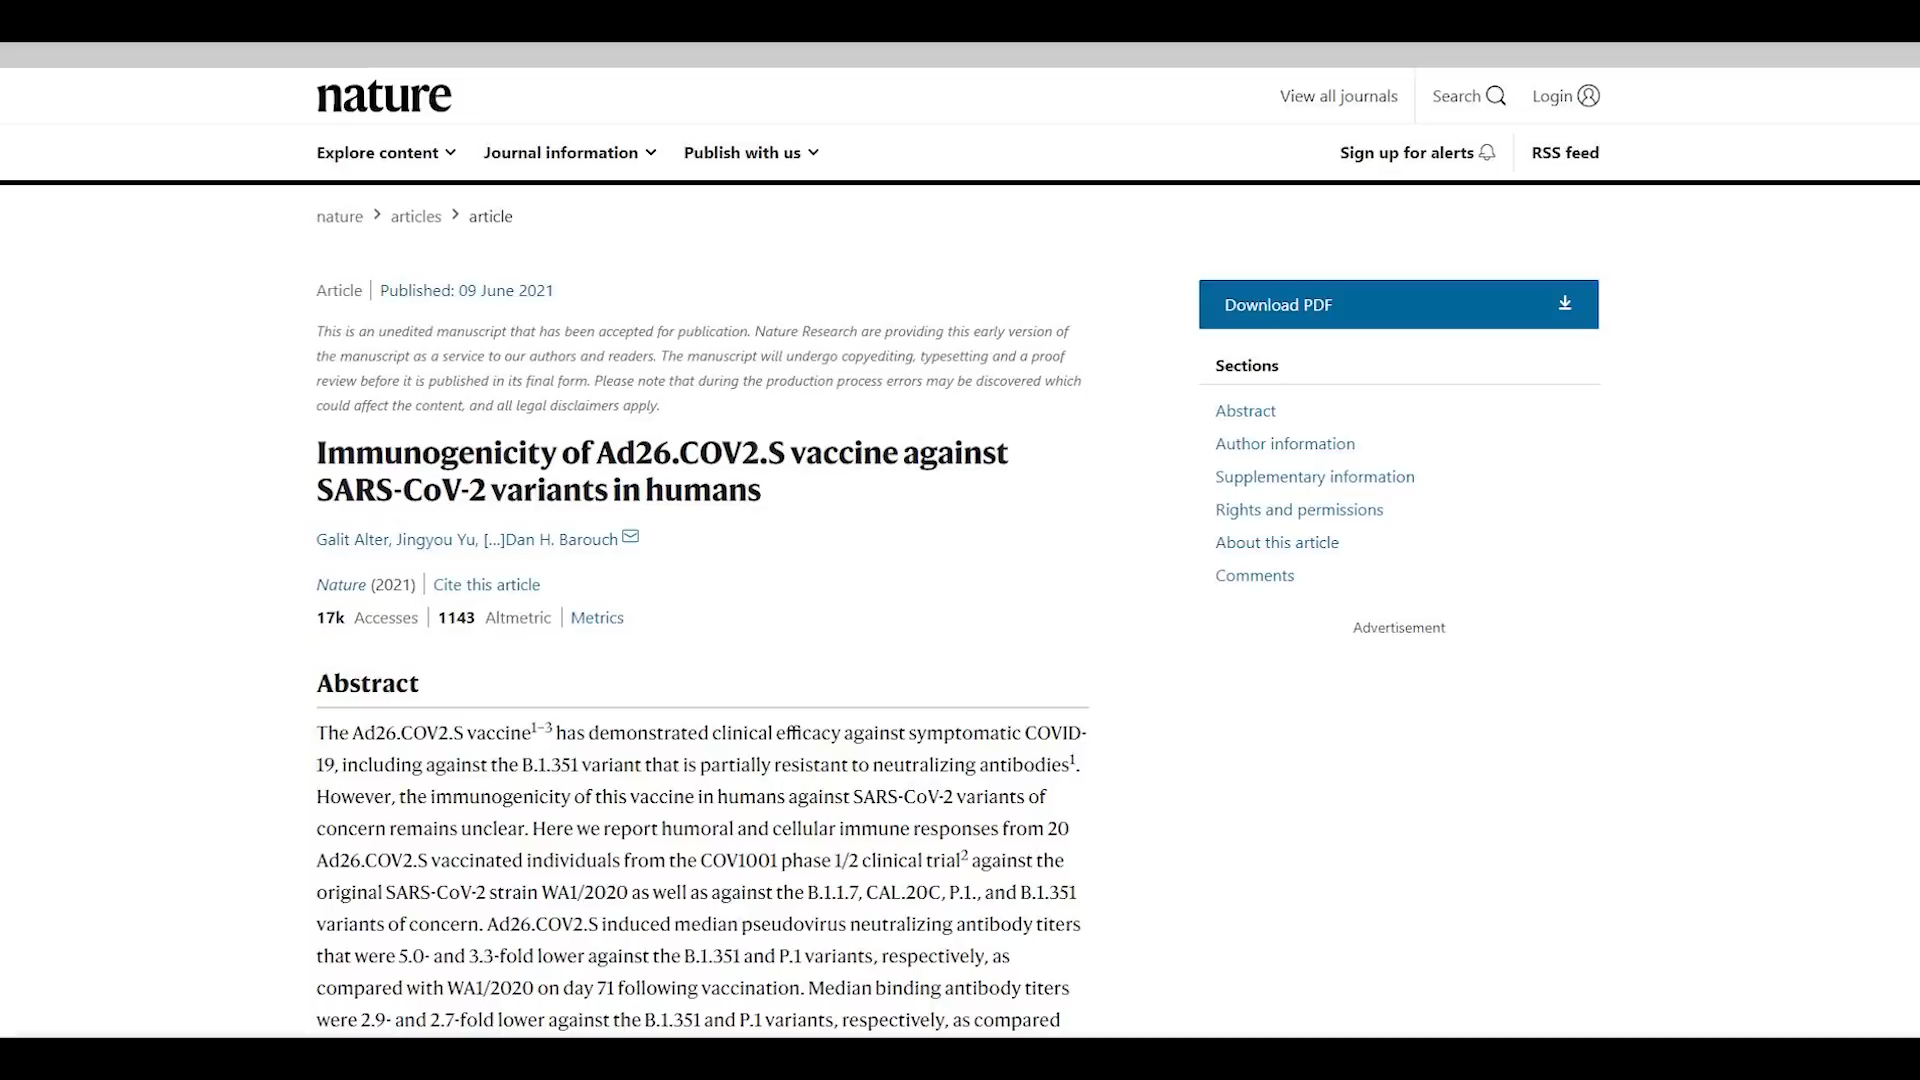 nature
View all journals
Search
Login
Explore content
Journal information
Publish with us
Sign up for alerts
RSS feed
nature > articles > article
Article | Published: 09 June 2021
This is an unedited manuscript that has been accepted for publication. Nature Research are providing this early version of
the manuscript as a service to our authors and readers. The manuscript will undergo copyediting, typesetting and a proof
review before it is published in its final form. Please note that during the production process errors may be discovered which
could affect the content, and all legal disclaimers apply.
Immunogenicity of Ad26.COV2.S vaccine against
SARS-CoV-2 variants in humans
Galit Alter, Jingyou Yu, [...]Dan H. Barouch
Nature (2021) | Cite this article
17k Accesses | 1143 Altmetric | Metrics
Abstract
The Ad26.COV2.S vaccine1–3 has demonstrated clinical efficacy against symptomatic COVID-
19, including against the B.1.351 variant that is partially resistant to neutralizing antibodies1.
However, the immunogenicity of this vaccine in humans against SARS-CoV-2 variants of
concern remains unclear. Here we report humoral and cellular immune responses from 20
Ad26.COV2.S vaccinated individuals from the COV1001 phase 1/2 clinical trial2 against the
original SARS-CoV-2 strain WA1/2020 as well as against the B.1.1.7, CAL.20C, P.1., and B.1.351
variants of concern. Ad26.COV2.S induced median pseudovirus neutralizing antibody titers
that were 5.0- and 3.3-fold lower against the B.1.351 and P.1 variants, respectively, as
compared with WA1/2020 on day 71 following vaccination. Median binding antibody titers
were 2.9- and 2.7-fold lower against the B.1.351 and P.1 variants, respectively, as compared
Download PDF
Sections
Abstract
Author information
Supplementary information
Rights and permissions
About this article
Comments
Advertisement